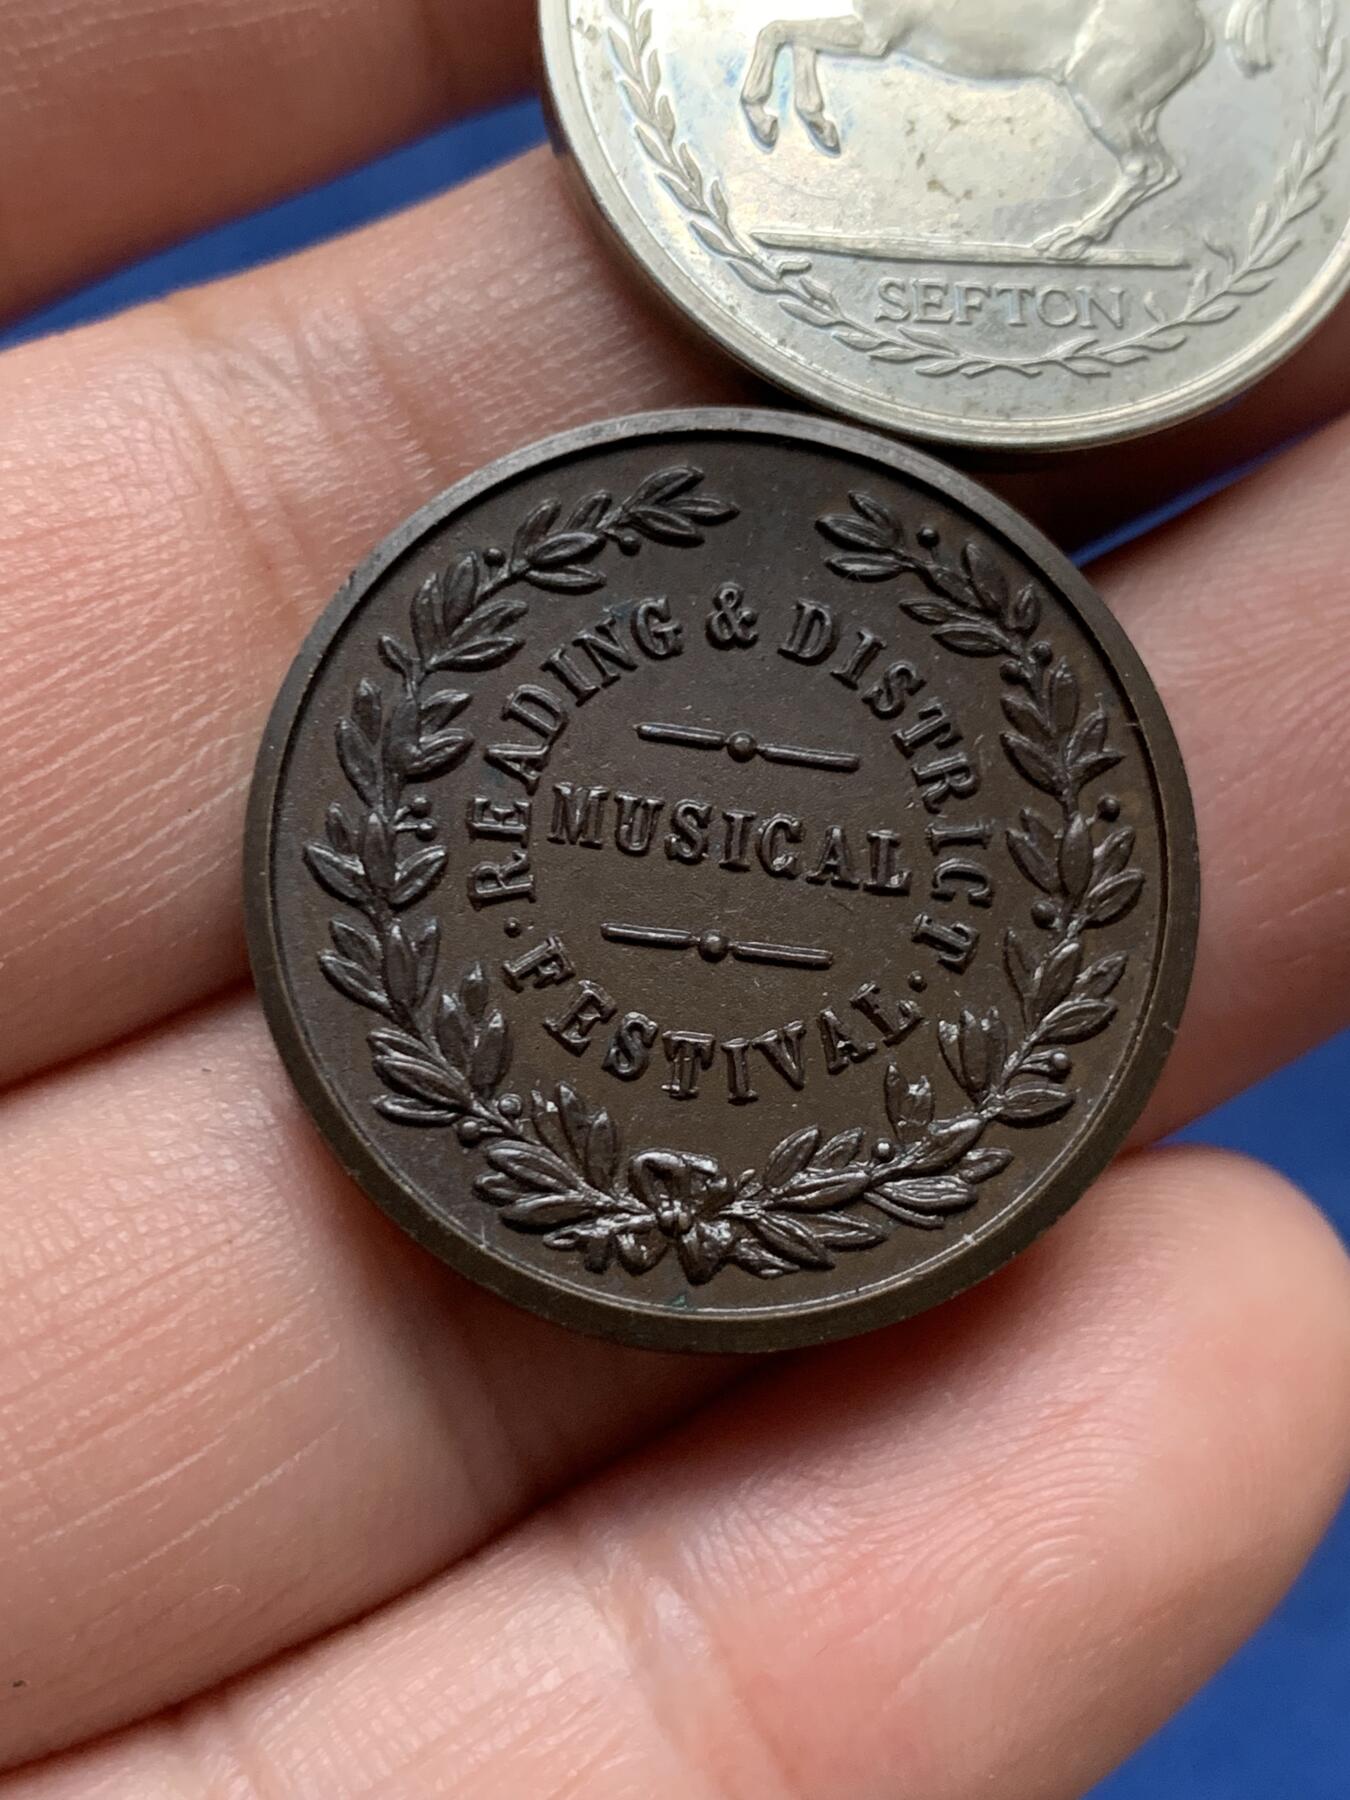 SEFTON
READING & DISTRICT
MUSICAL
· FESTIVAL ·